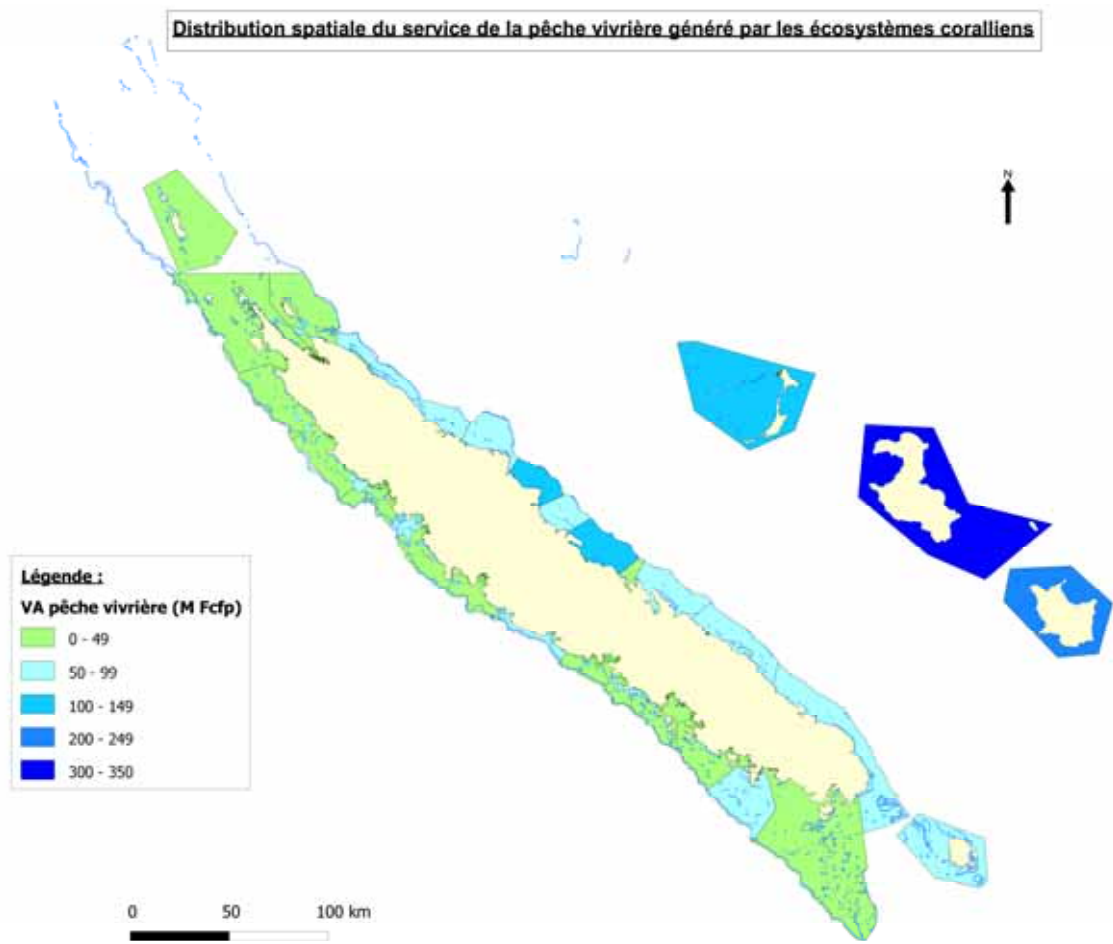 Distribution spatiale du service de la pêche vivrière généré par les écosystèmes coralliens
N
Légende :
VA pêche vivrière (M Fcfp)
0 - 49
50 - 99
100 - 149
200 - 249
300 - 350
0 50 100 km